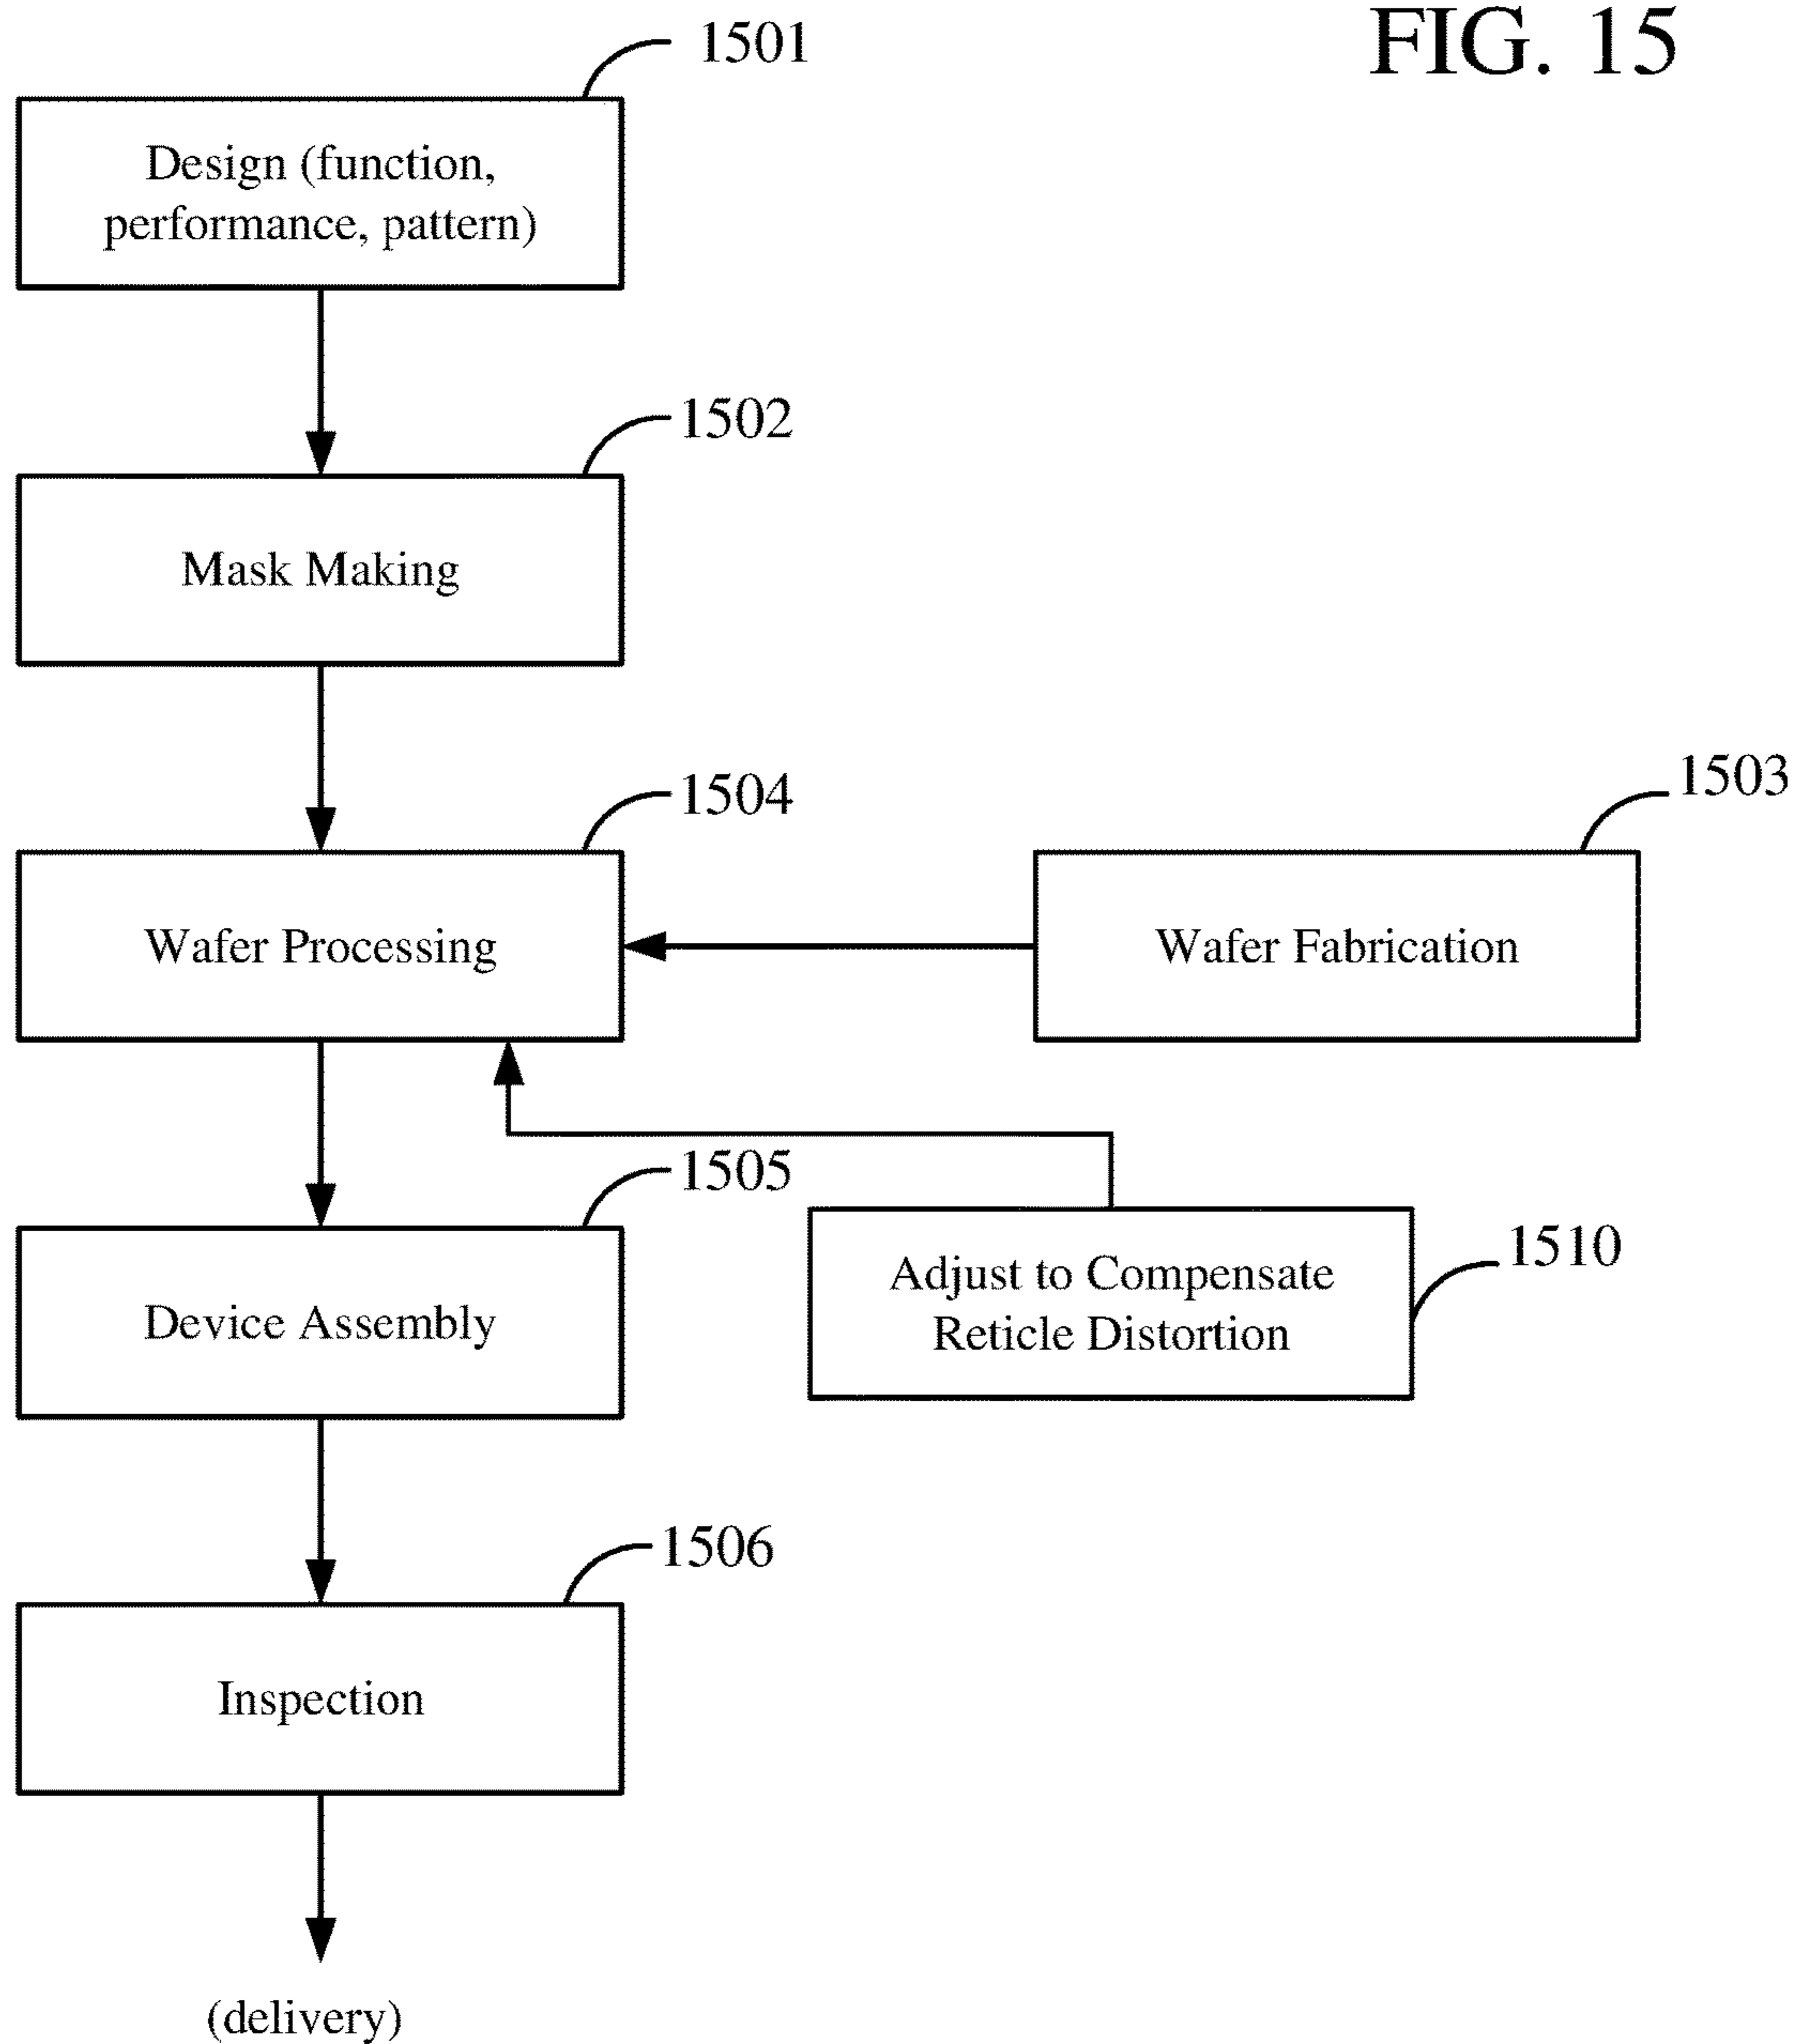 FIG. 15
1501
Design (function,
performance, pattern)
1502
Mask Making
1504
Wafer Processing
1503
Wafer Fabrication
1505
Device Assembly
Adjust to Compensate
Reticle Distortion
1510
1506
Inspection
(delivery)